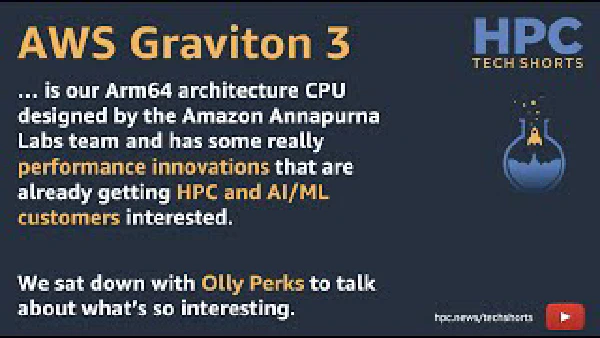 AWS Graviton 3
HPC
TECH SHORTS
... is our Arm64 architecture CPU
designed by the Amazon Annapurna
Labs team and has some really
performance innovations that are
already getting HPC and AI/ML
customers interested.
We sat down with Olly Perks to talk
about what's so interesting.
hpc.news/techshorts